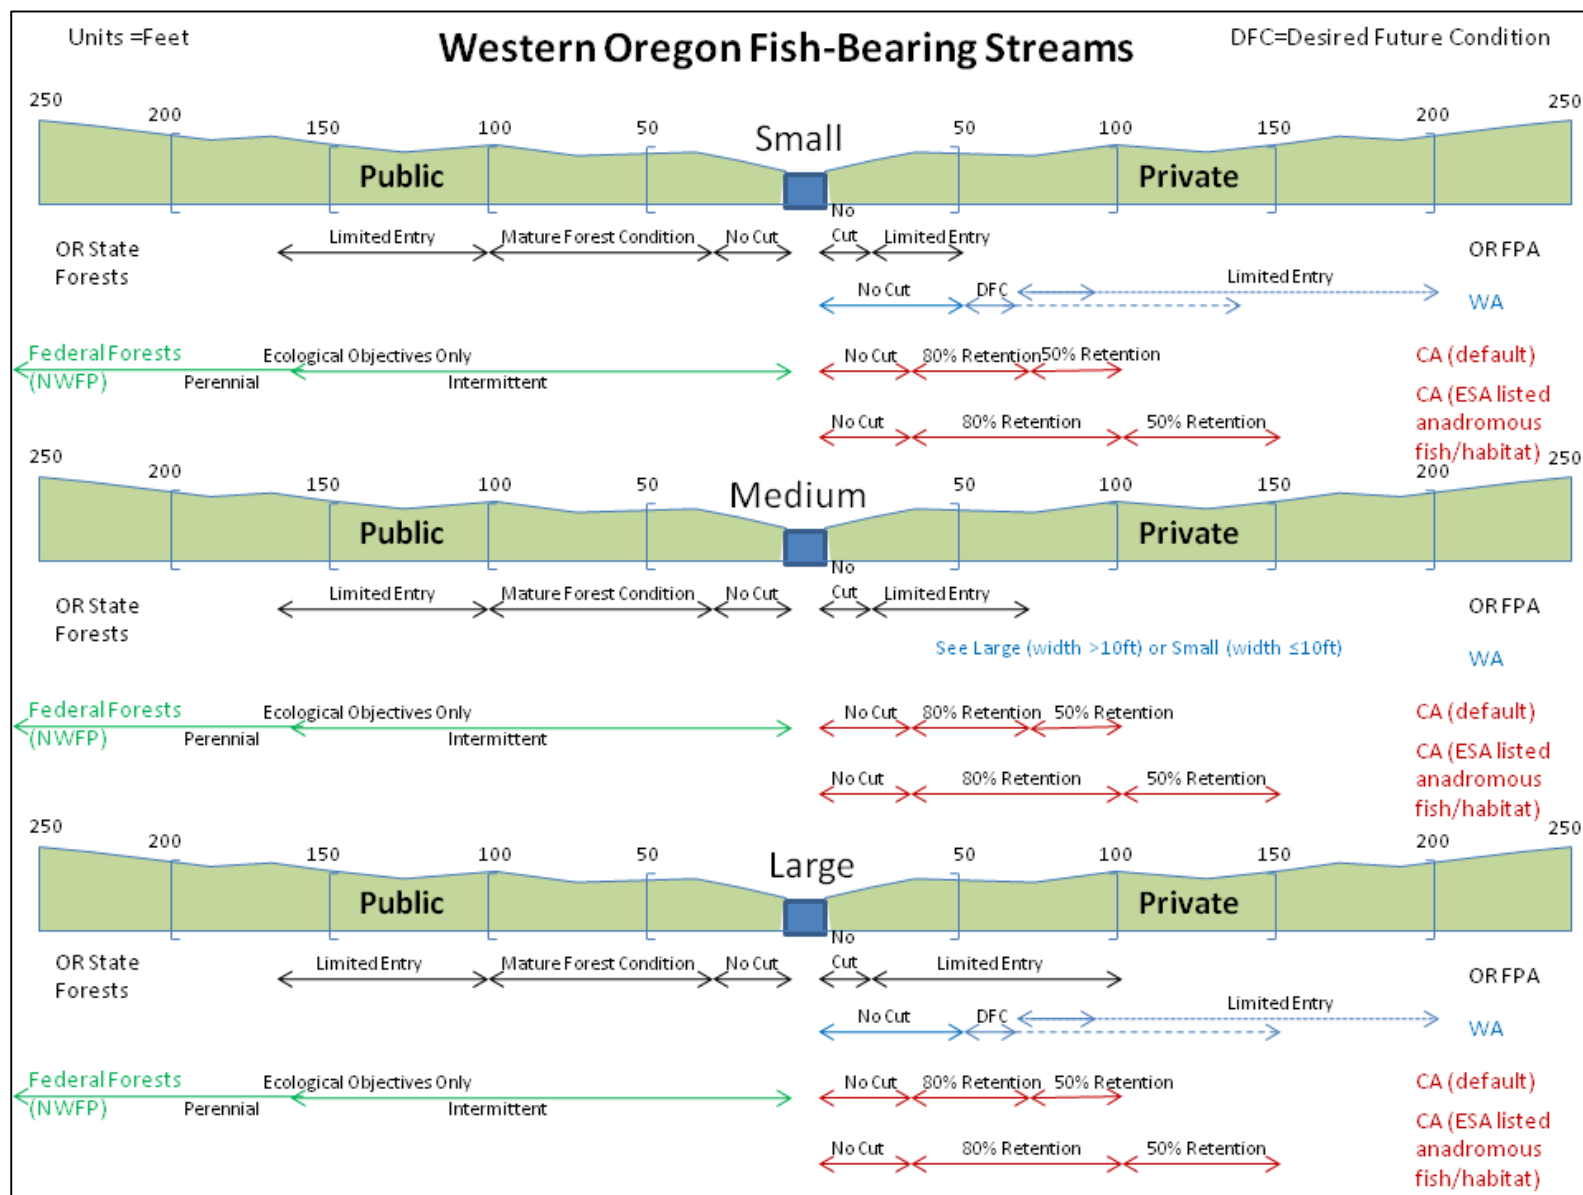 Units =Feet
Western Oregon Fish-Bearing Streams
DFC=Desired Future Condition
250
200
150
100
50
Small
50
100
150
200
250
Public
Private
OR State
Forests
Limited Entry
Mature Forest Condition
No Cut
No
Cut
Limited Entry
OR FPA
No Cut
DFC
Limited Entry
WA
Federal Forests
(NWFP)
Ecological Objectives Only
Perennial
Intermittent
No Cut
80% Retention
50% Retention
CA (default)
No Cut
80% Retention
50% Retention
CA (ESA listed
anadromous
fish/habitat)
250
200
150
100
50
Medium
50
100
150
200
250
Public
Private
OR State
Forests
Limited Entry
Mature Forest Condition
No Cut
No
Cut
Limited Entry
OR FPA
See Large (width >10ft) or Small (width ≤10ft)
WA
Federal Forests
(NWFP)
Ecological Objectives Only
Perennial
Intermittent
No Cut
80% Retention
50% Retention
CA (default)
No Cut
80% Retention
50% Retention
CA (ESA listed
anadromous
fish/habitat)
250
200
150
100
50
Large
50
100
150
200
250
Public
Private
OR State
Forests
Limited Entry
Mature Forest Condition
No Cut
No
Cut
Limited Entry
OR FPA
No Cut
DFC
Limited Entry
WA
Federal Forests
(NWFP)
Ecological Objectives Only
Perennial
Intermittent
No Cut
80% Retention
50% Retention
CA (default)
No Cut
80% Retention
50% Retention
CA (ESA listed
anadromous
fish/habitat)